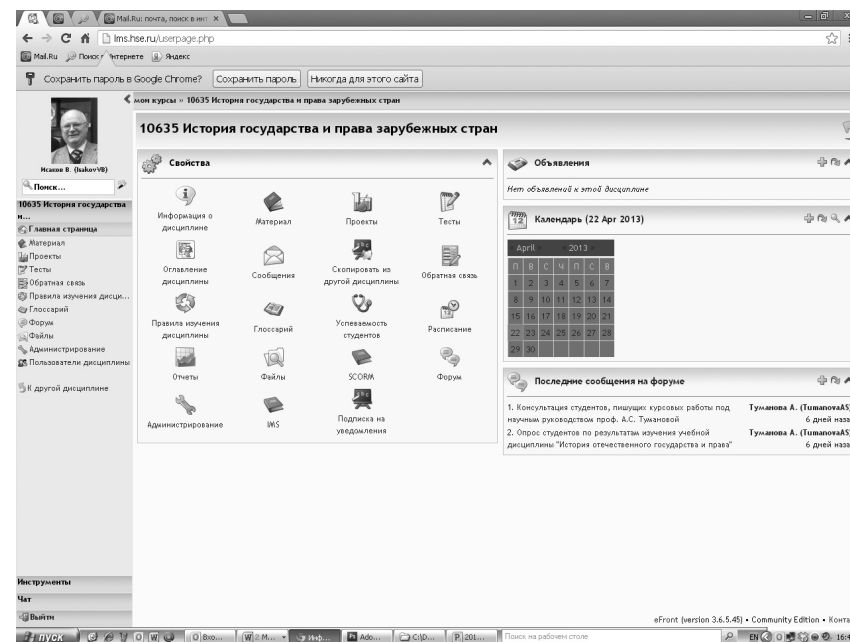 Mail.Ru: почта, поиск в инт ×
lms.hse.ru/userpage.php
Mail.Ru
Яндекс
Сохранить пароль в Google Chrome?
Сохранить пароль
Никогда для этого сайта
Исаков В. (IsakovVB)
Поиск...
10635 История государства
и...
Главная страница
Материал
Проекты
Тесты
Обратная связь
Правила изучения дисци...
Глоссарий
Форум
Файлы
Администрирование
Пользователи дисциплины
К другой дисциплине
Инструменты
Чат
Выйти
мои курсы » 10635 История государства и права зарубежных стран
10635 История государства и права зарубежных стран
Свойства
Информация о
дисциплине
Материал
Проекты
Тесты
Оглавление
дисциплины
Сообщения
Скопировать из
другой дисциплины
Обратная связь
Правила изучения
дисциплины
Глоссарий
Успеваемость
студентов
Расписание
Отчеты
Файлы
SCORM
Форум
Администрирование
IMS
Подписка на
уведомления
Объявления
Нет объявлений к этой дисциплине
Календарь (22 Apr 2013)
« April » « 2013 »
П В С Ч П С В
1 2 3 4 5 6 7
8 9 10 11 12 13 14
15 16 17 18 19 20 21
22 23 24 25 26 27 28
29 30
Последние сообщения на форуме
1. Консультация студентов, пишущих курсовых работы под
научным руководством проф. А.С. Тумановой
Туманова А. (TumanovaAS)
6 дней наза
2. Опрос студентов по результатам изучения учебной
дисциплины "История отечественного государства и права"
Туманова А. (TumanovaAS)
6 дней наза
eFront (version 3.6.5.45) • Community Edition • Конта
пуск
Вхо...
2 M...
Инф...
Ado...
C:\D...
201...
Поиск на рабочем столе
EN
16:4